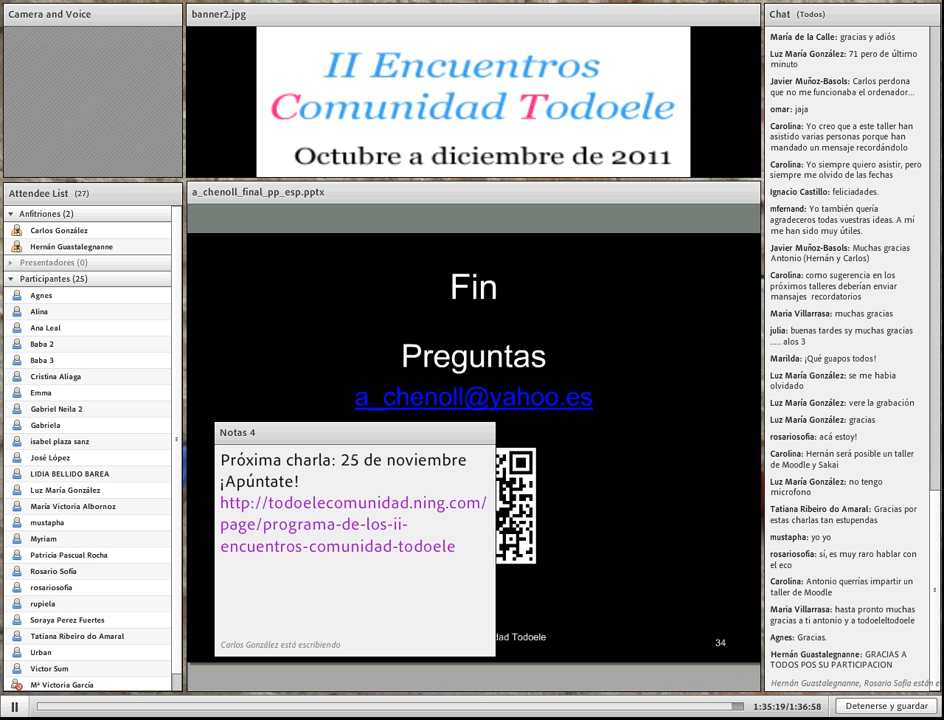 Camera and Voice
banner2.jpg
II Encuentros
Comunidad Todoele
Octubre a diciembre de 2011
Attendee List (27)
Anfitriones (2)
Carlos González
Hernán Guastalegnanne
Presentadores (0)
Participantes (25)
Agnes
Alina
Ana Leal
Baba 2
Baba 3
Cristina Aliaga
Emma
Gabriel Neila 2
Gabriela
isabel plaza sanz
José López
LIDIA BELLIDO BAREA
Luz María González
María Victoria Albornoz
mustapha
Myriam
Patricia Pascual Rocha
Rosario Sofía
rosariosofia
rupiela
Soraya Perez Fuertes
Tatiana Ribeiro do Amaral
Urban
Victor Sum
Mª Victoria García
a_chenoll_final_pp_esp.pptx
Fin
Preguntas
a_chenoll@yahoo.es
Notas 4
Próxima charla: 25 de noviembre
¡Apúntate!
http://todoelecomunidad.ning.com/
page/programa-de-los-ii-
encuentros-comunidad-todoele
Carlos González está escribiendo
dad Todoele
34
Chat (Todos)
María de la Calle: gracias y adiós
Luz María González: 71 pero de último
minuto
Javier Muñoz-Basols: Carlos perdona
que no me funcionaba el ordenador...
omar: jaja
Carolina: Yo creo que a este taller han
asistido varias personas porque han
mandado un mensaje recordándolo
Carolina: Yo siempre quiero asistir, pero
siempre me olvido de las fechas
Ignacio Castillo: feliciadades.
mfernand: Yo también quería
agradeceros todas vuestras ideas. A mí
me han sido muy útiles.
Javier Muñoz-Basols: Muchas gracias
Antonio (Hernán y Carlos)
Carolina: como sugerencia en los
próximos talleres deberían enviar
mansajes recordatorios
Maria Villarrasa: muchas gracias
julia: buenas tardes sy muchas gracias
..... alos 3
Marilda: ¡Qué guapos todos!
Luz María González: se me habia
olvidado
Luz María González: vere la grabación
Luz María González: gracias
rosariosofia: acá estoy!
Carolina: Hernán será posible un taller
de Moodle y Sakai
Luz María González: no tengo
microfono
Tatiana Ribeiro do Amaral: Gracias por
estas charlas tan estupendas
mustapha: yo yo
rosariosofia: sí, es muy raro hablar con
el eco
Carolina: Antonio querrías impartir un
taller de Moodle
Maria Villarrasa: hasta pronto muchas
gracias a ti antonio y a todoeleltodoele
Agnes: Gracias.
Hernán Guastalegnanne: GRACIAS A
TODOS POS SU PARTICIPACION
Hernán Guastalegnanne, Rosario Sofía están e
1:35:19/1:36:58
Detenerse y guardar